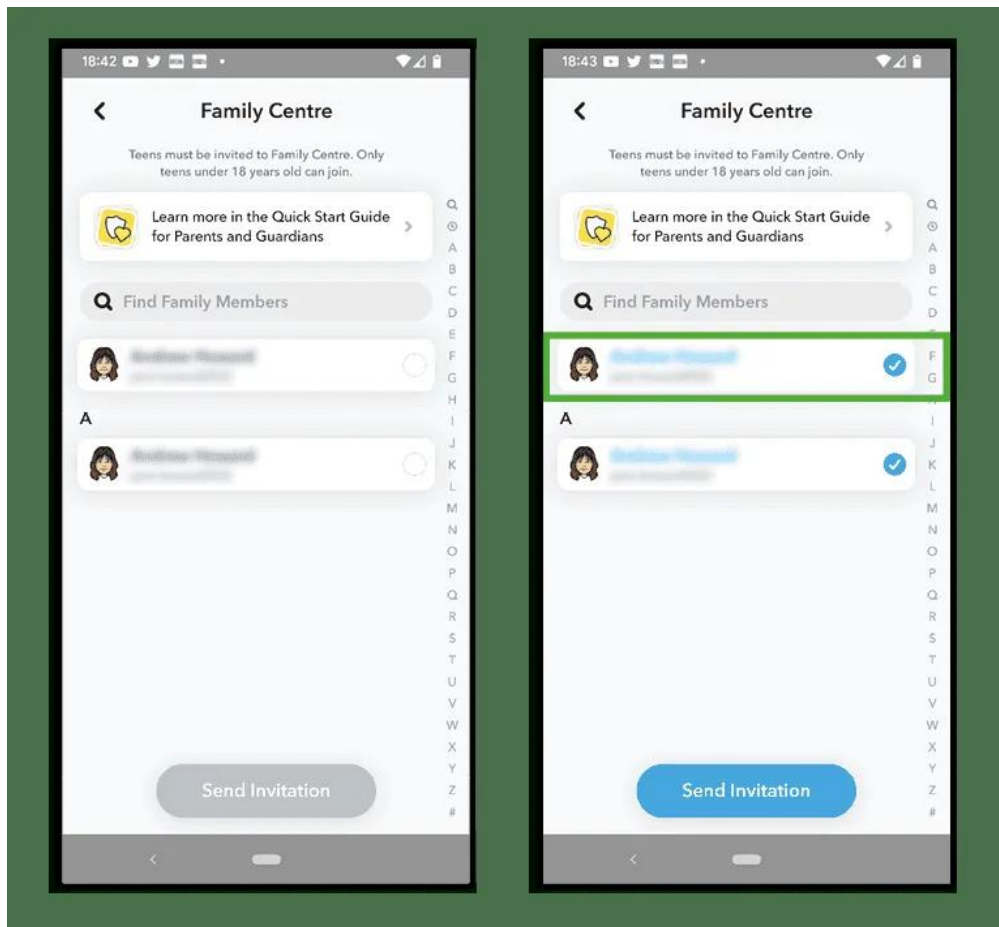 18:42
Family Centre
Teens must be invited to Family Centre. Only
teens under 18 years old can join.
Learn more in the Quick Start Guide
for Parents and Guardians
Find Family Members
A
Send Invitation
A
B
C
D
E
F
G
H
I
J
K
L
M
N
O
P
Q
R
S
T
U
V
W
X
Y
Z
#
18:43
Family Centre
Teens must be invited to Family Centre. Only
teens under 18 years old can join.
Learn more in the Quick Start Guide
for Parents and Guardians
Find Family Members
A
Send Invitation
A
B
C
D
F
G
I
J
K
L
M
N
O
P
Q
R
S
T
U
V
W
X
Y
Z
#